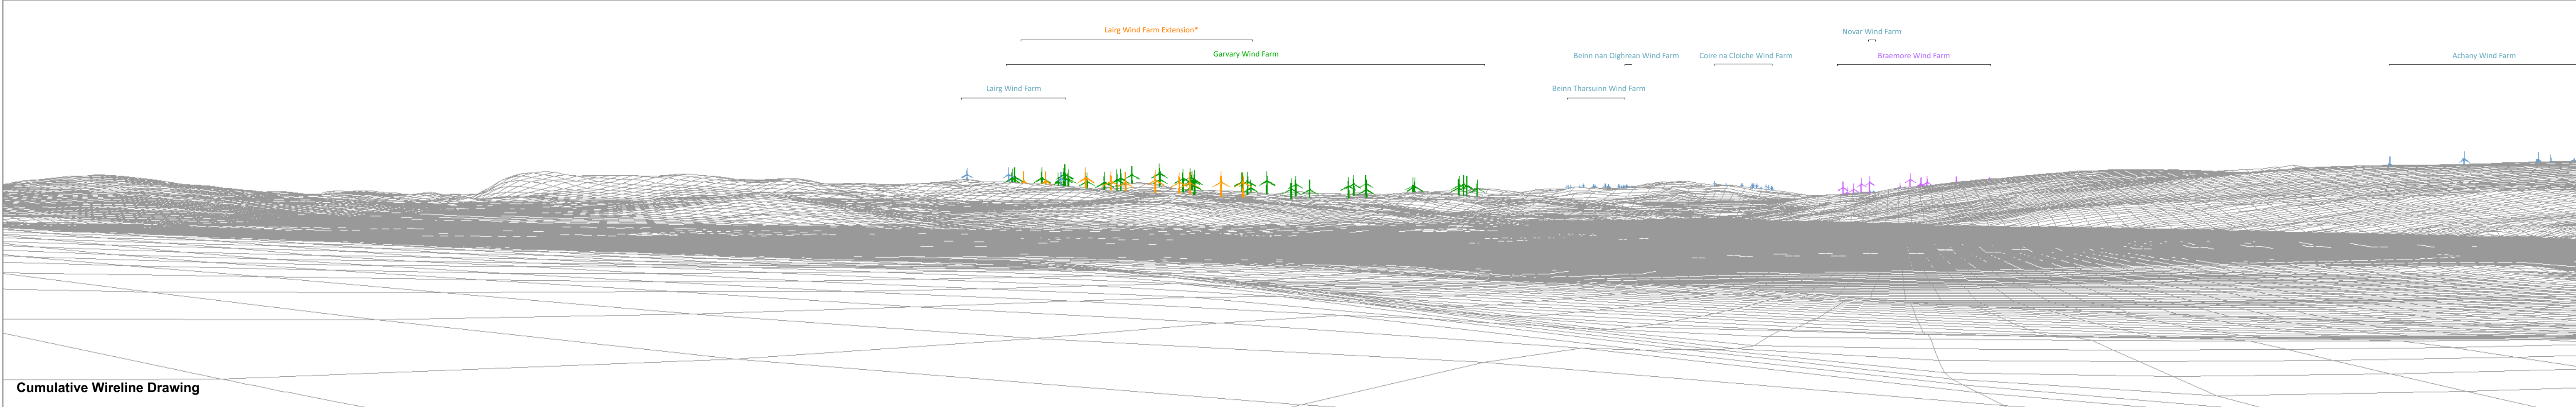 Lairg Wind Farm Extension*
Novar Wind Farm
Garvary Wind Farm
Beinn nan Oighrean Wind Farm
Coire na Cloiche Wind Farm
Braemore Wind Farm
Achany Wind Farm
Lairg Wind Farm
Beinn Tharsuinn Wind Farm
Cumulative Wireline Drawing